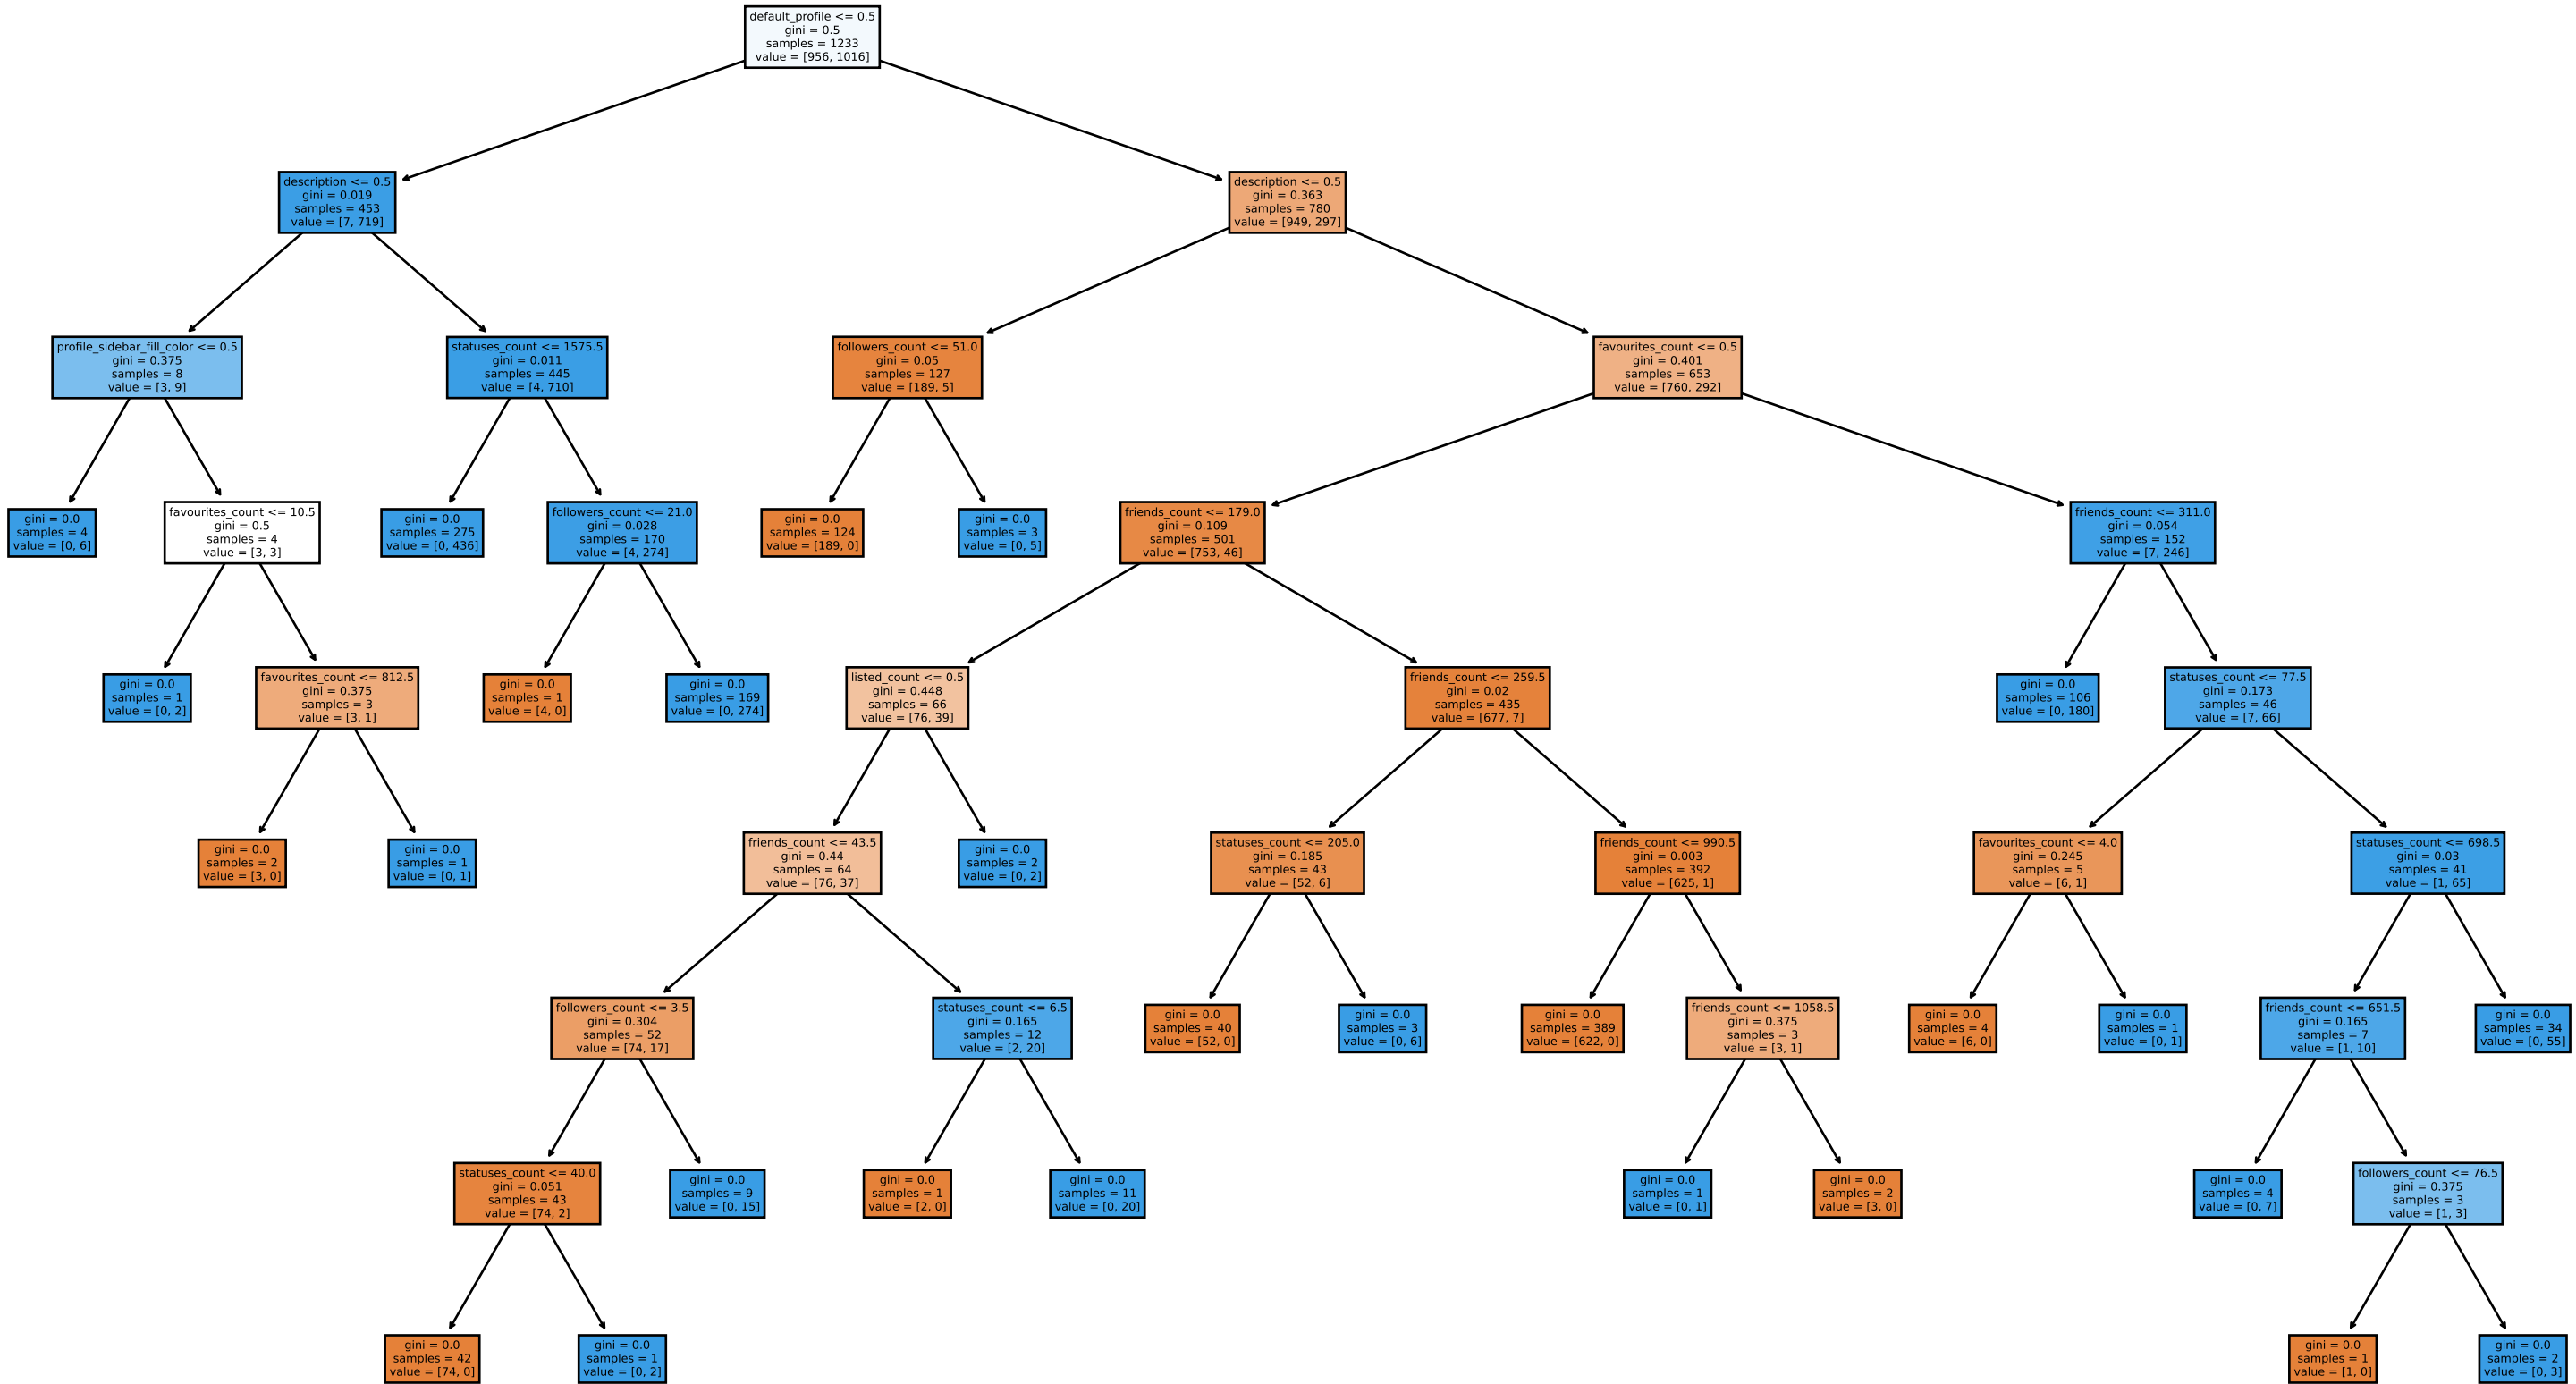 default_profile <= 0.5
gini = 0.5
samples = 1233
value = [956, 1016]
description <= 0.5
gini = 0.019
samples = 453
value = [7, 719]
description <= 0.5
gini = 0.363
samples = 780
value = [949, 297]
profile_sidebar_fill_color <= 0.5
gini = 0.375
samples = 8
value = [3, 9]
statuses_count <= 1575.5
gini = 0.011
samples = 445
value = [4, 710]
followers_count <= 51.0
gini = 0.05
samples = 127
value = [189, 5]
favourites_count <= 0.5
gini = 0.401
samples = 653
value = [760, 292]
gini = 0.0
samples = 4
value = [0, 6]
favourites_count <= 10.5
gini = 0.5
samples = 4
value = [3, 3]
gini = 0.0
samples = 275
value = [0, 436]
followers_count <= 21.0
gini = 0.028
samples = 170
value = [4, 274]
gini = 0.0
samples = 124
value = [189, 0]
gini = 0.0
samples = 3
value = [0, 5]
friends_count <= 179.0
gini = 0.109
samples = 501
value = [753, 46]
friends_count <= 311.0
gini = 0.054
samples = 152
value = [7, 246]
gini = 0.0
samples = 1
value = [0, 2]
favourites_count <= 812.5
gini = 0.375
samples = 3
value = [3, 1]
gini = 0.0
samples = 1
value = [4, 0]
gini = 0.0
samples = 169
value = [0, 274]
listed_count <= 0.5
gini = 0.448
samples = 66
value = [76, 39]
friends_count <= 259.5
gini = 0.02
samples = 435
value = [677, 7]
gini = 0.0
samples = 106
value = [0, 180]
statuses_count <= 77.5
gini = 0.173
samples = 46
value = [7, 66]
gini = 0.0
samples = 2
value = [3, 0]
gini = 0.0
samples = 1
value = [0, 1]
friends_count <= 43.5
gini = 0.44
samples = 64
value = [76, 37]
gini = 0.0
samples = 2
value = [0, 2]
statuses_count <= 205.0
gini = 0.185
samples = 43
value = [52, 6]
friends_count <= 990.5
gini = 0.003
samples = 392
value = [625, 1]
favourites_count <= 4.0
gini = 0.245
samples = 5
value = [6, 1]
statuses_count <= 698.5
gini = 0.03
samples = 41
value = [1, 65]
followers_count <= 3.5
gini = 0.304
samples = 52
value = [74, 17]
statuses_count <= 6.5
gini = 0.165
samples = 12
value = [2, 20]
gini = 0.0
samples = 40
value = [52, 0]
gini = 0.0
samples = 3
value = [0, 6]
gini = 0.0
samples = 389
value = [622, 0]
friends_count <= 1058.5
gini = 0.375
samples = 3
value = [3, 1]
gini = 0.0
samples = 4
value = [6, 0]
gini = 0.0
samples = 1
value = [0, 1]
friends_count <= 651.5
gini = 0.165
samples = 7
value = [1, 10]
gini = 0.0
samples = 34
value = [0, 55]
statuses_count <= 40.0
gini = 0.051
samples = 43
value = [74, 2]
gini = 0.0
samples = 9
value = [0, 15]
gini = 0.0
samples = 1
value = [2, 0]
gini = 0.0
samples = 11
value = [0, 20]
gini = 0.0
samples = 1
value = [0, 1]
gini = 0.0
samples = 2
value = [3, 0]
gini = 0.0
samples = 4
value = [0, 7]
followers_count <= 76.5
gini = 0.375
samples = 3
value = [1, 3]
gini = 0.0
samples = 42
value = [74, 0]
gini = 0.0
samples = 1
value = [0, 2]
gini = 0.0
samples = 1
value = [1, 0]
gini = 0.0
samples = 2
value = [0, 3]